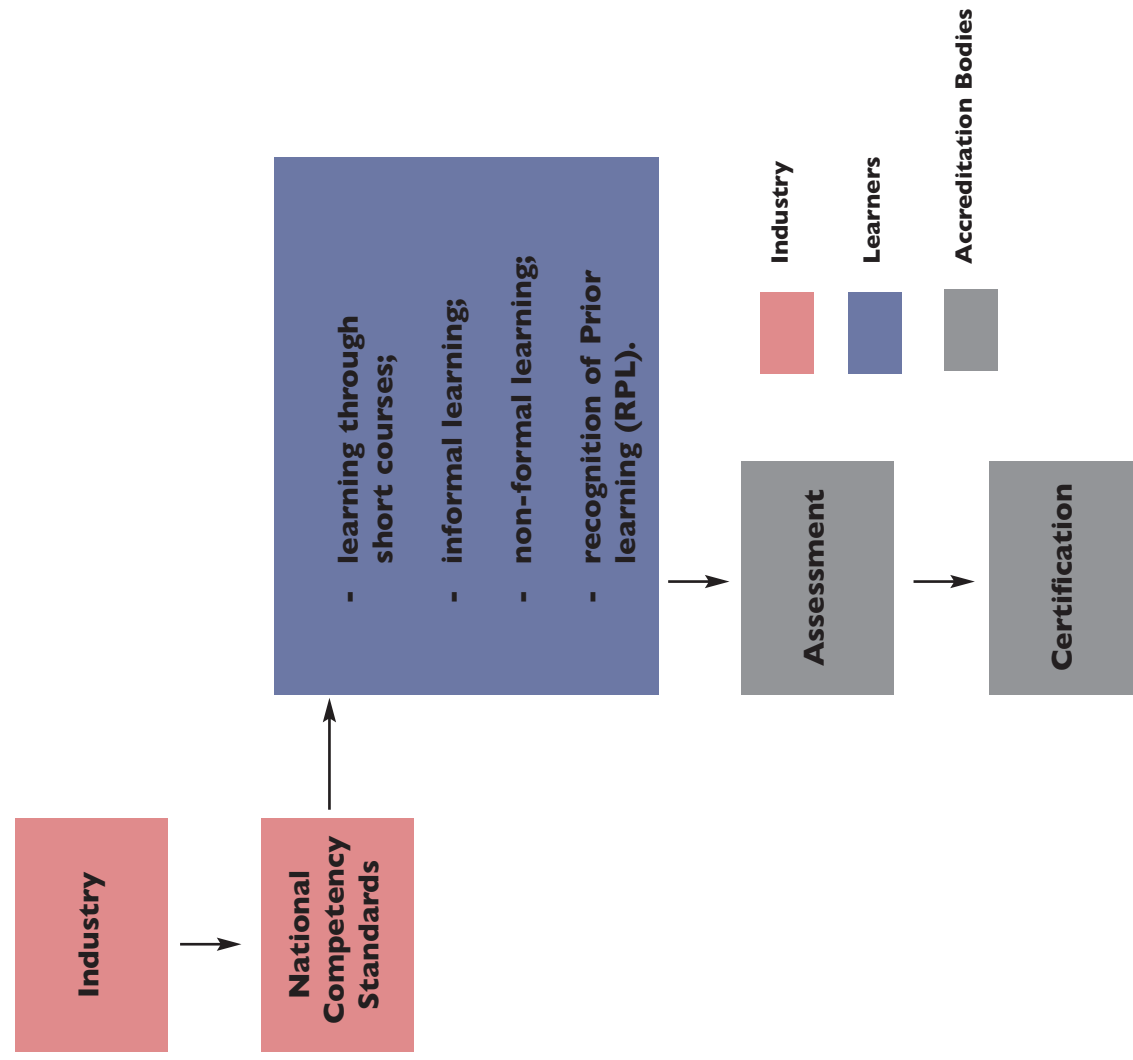 Industry
National
Competency
Standards
- learning through
short courses;
- informal learning;
- non-formal learning;
- recognition of Prior
learning (RPL).
Assessment
Certification
Industry
Learners
Accreditation Bodies